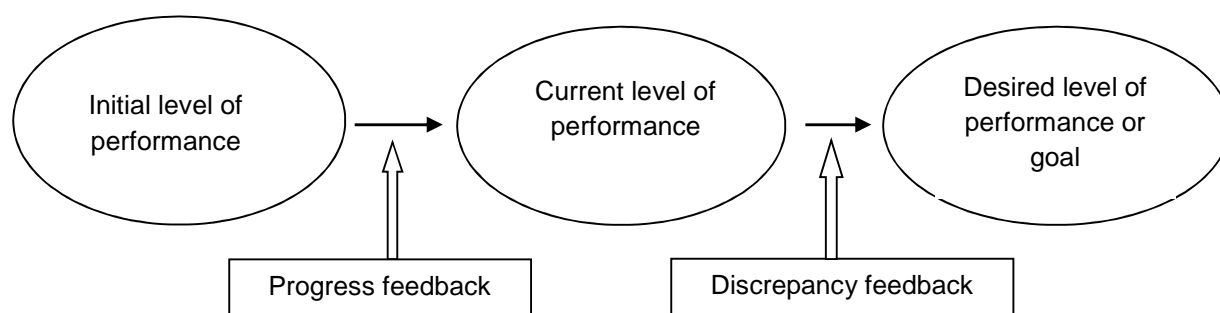 Initial level of
performance
Current level of
performance
Desired level of
performance or
goal
Progress feedback
Discrepancy feedback